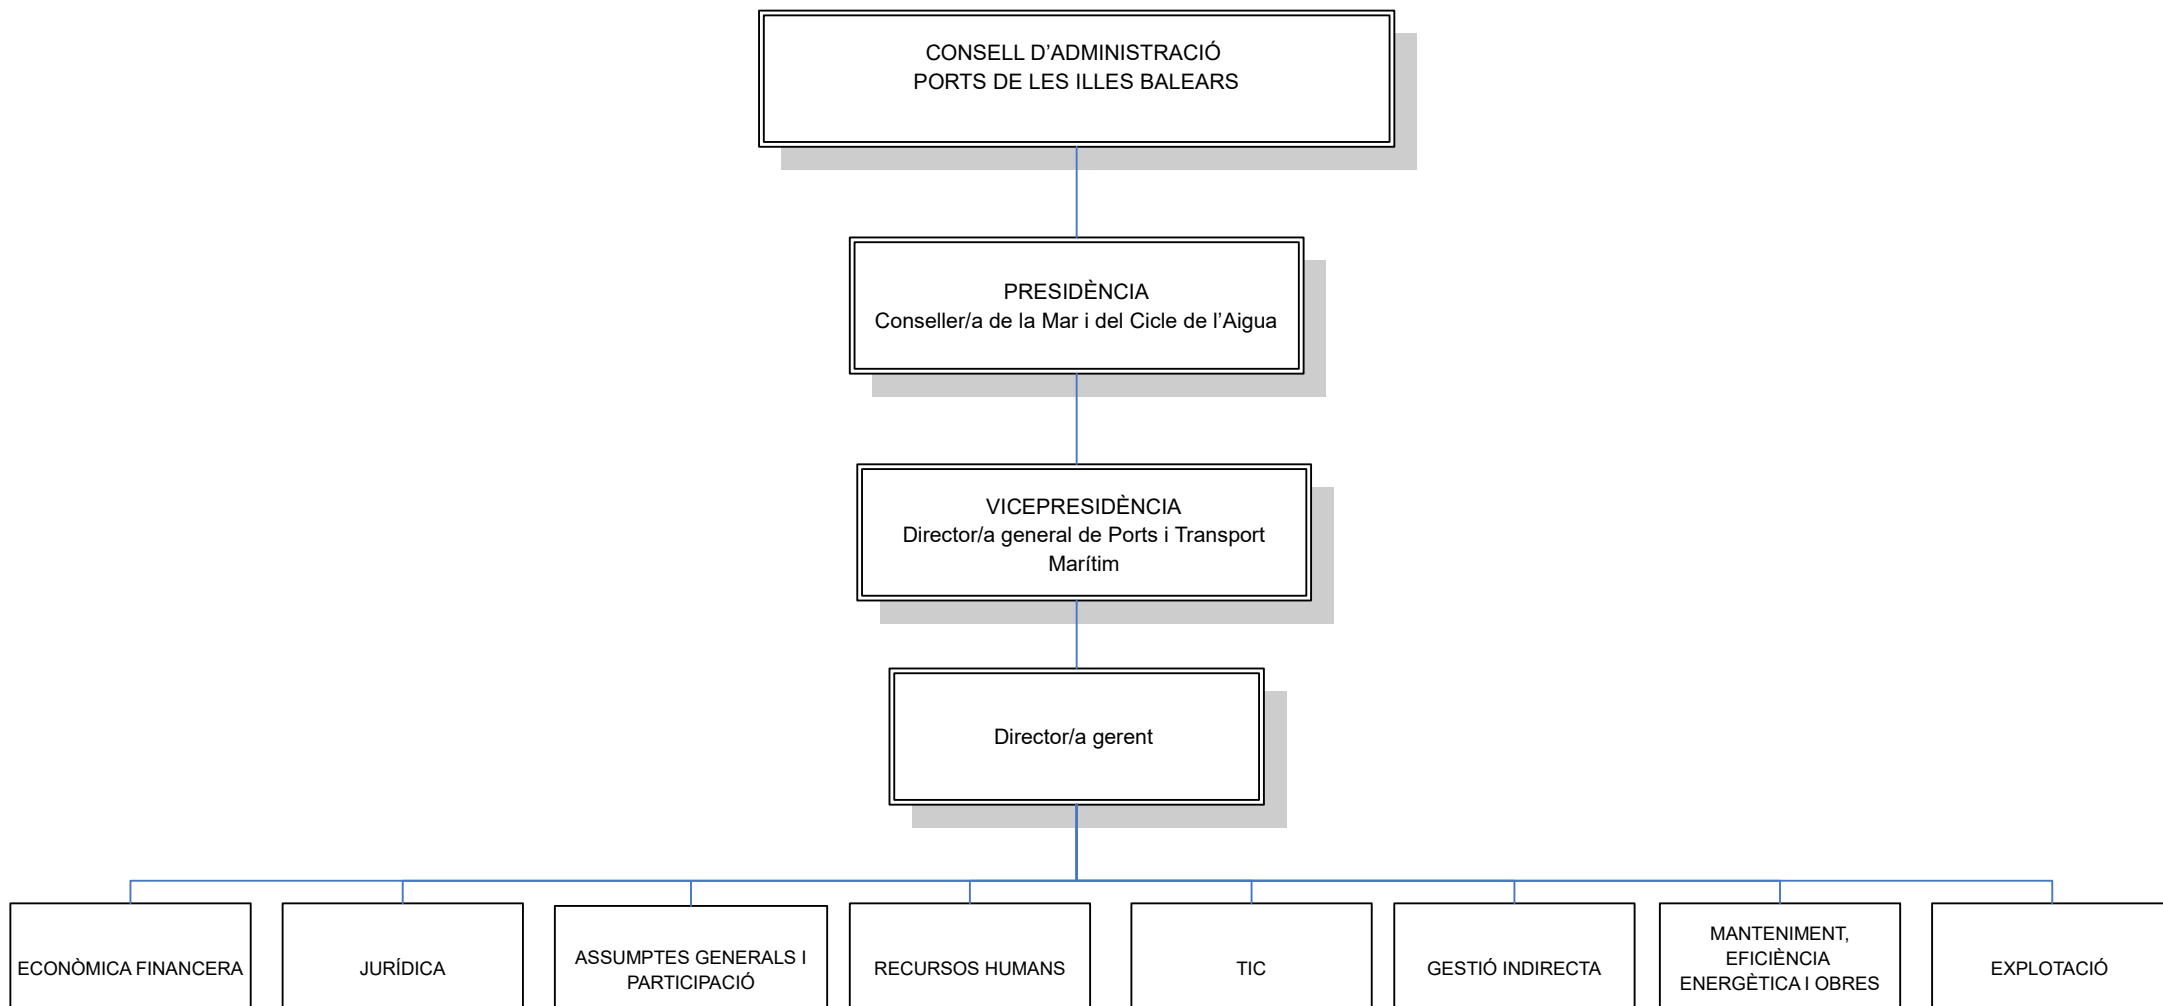 CONSELL D’ADMINISTRACIÓ
PORTS DE LES ILLES BALEARS
PRESIDÈNCIA
Conseller/a de la Mar i del Cicle de l’Aigua
VICEPRESIDÈNCIA
Director/a general de Ports i Transport
Marítim
Director/a gerent
ECONÒMICA FINANCERA
JURÍDICA
ASSUMPTES GENERALS I
PARTICIPACIÓ
RECURSOS HUMANS
TIC
GESTIÓ INDIRECTA
MANTENIMENT,
EFICIÈNCIA
ENERGÈTICA I OBRES
EXPLOTACIÓ